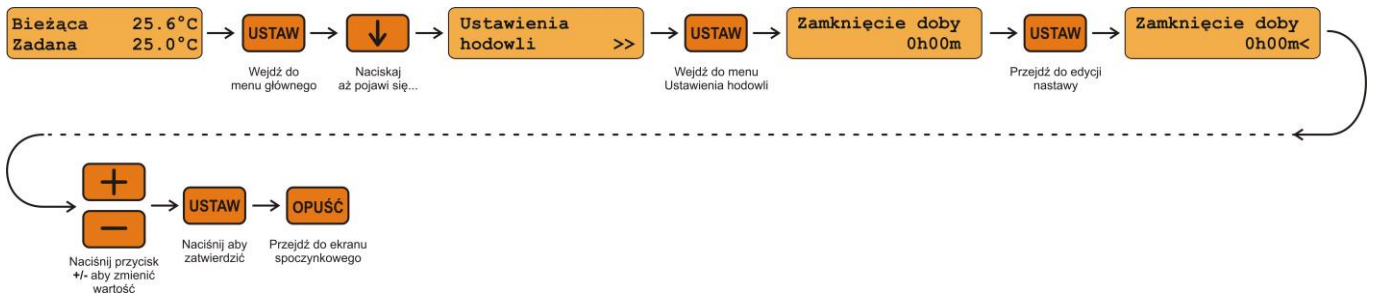 Bieżąca 25.6°C
Zadana 25.0°C
USTAW
Wejdź do
menu głównego
Naciskaj
aż pojawi się...
Ustawienia
hodowli >>
USTAW
Wejdź do menu
Ustawienia hodowli
Zamknięcie doby
0h00m
USTAW
Przejdź do edycji
nastawy
Zamknięcie doby
0h00m<
+
−
Naciśnij przycisk
+/- aby zmienić
wartość
USTAW
Naciśnij aby
zatwierdzić
OPUŚĆ
Przejdź do ekranu
spoczynkowego